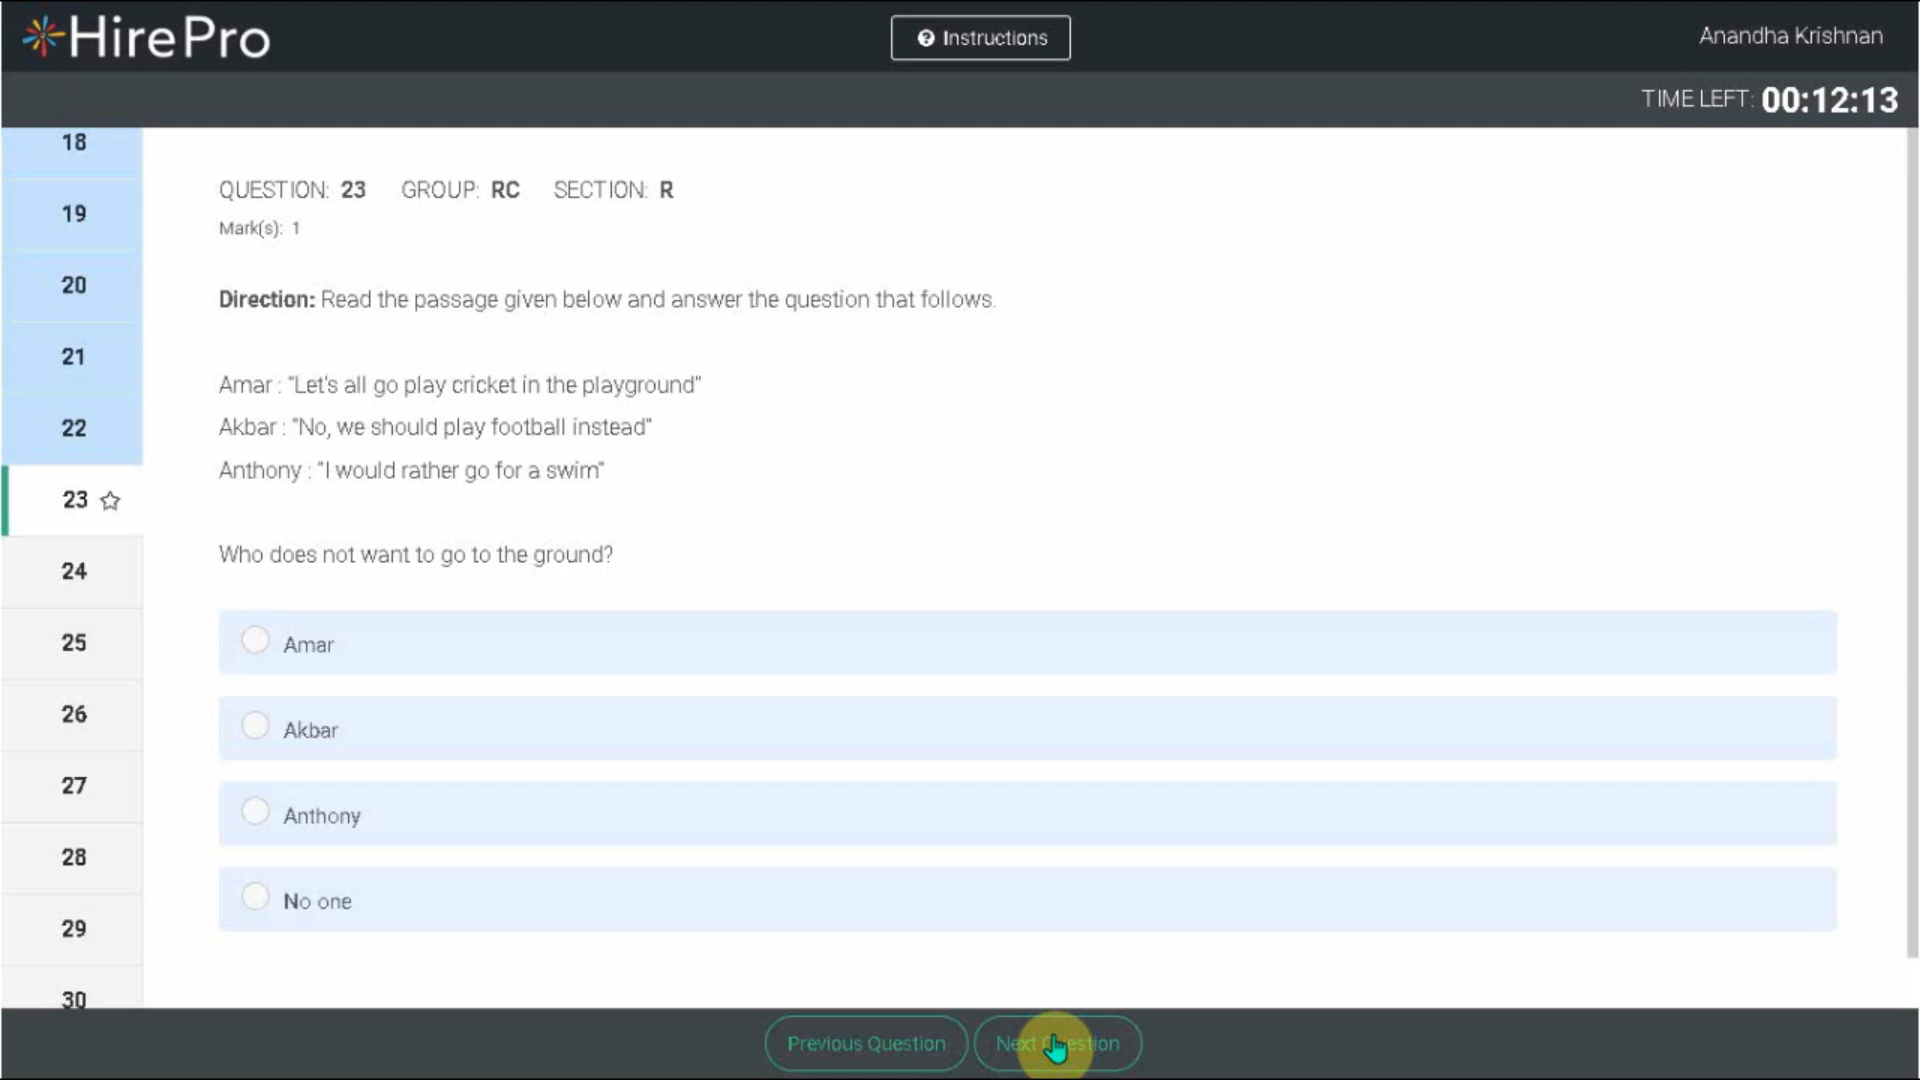 HirePro
Instructions
Anandha Krishnan
TIME LEFT: 00:12:13
18
19
20
21
22
23
24
25
26
27
28
29
30
QUESTION: 23 GROUP: RC SECTION: R
Mark(s): 1
Direction: Read the passage given below and answer the question that follows.
Amar : "Let's all go play cricket in the playground"
Akbar : "No, we should play football instead"
Anthony : "I would rather go for a swim"
Who does not want to go to the ground?
Amar
Akbar
Anthony
No one
Previous Question
Next Question